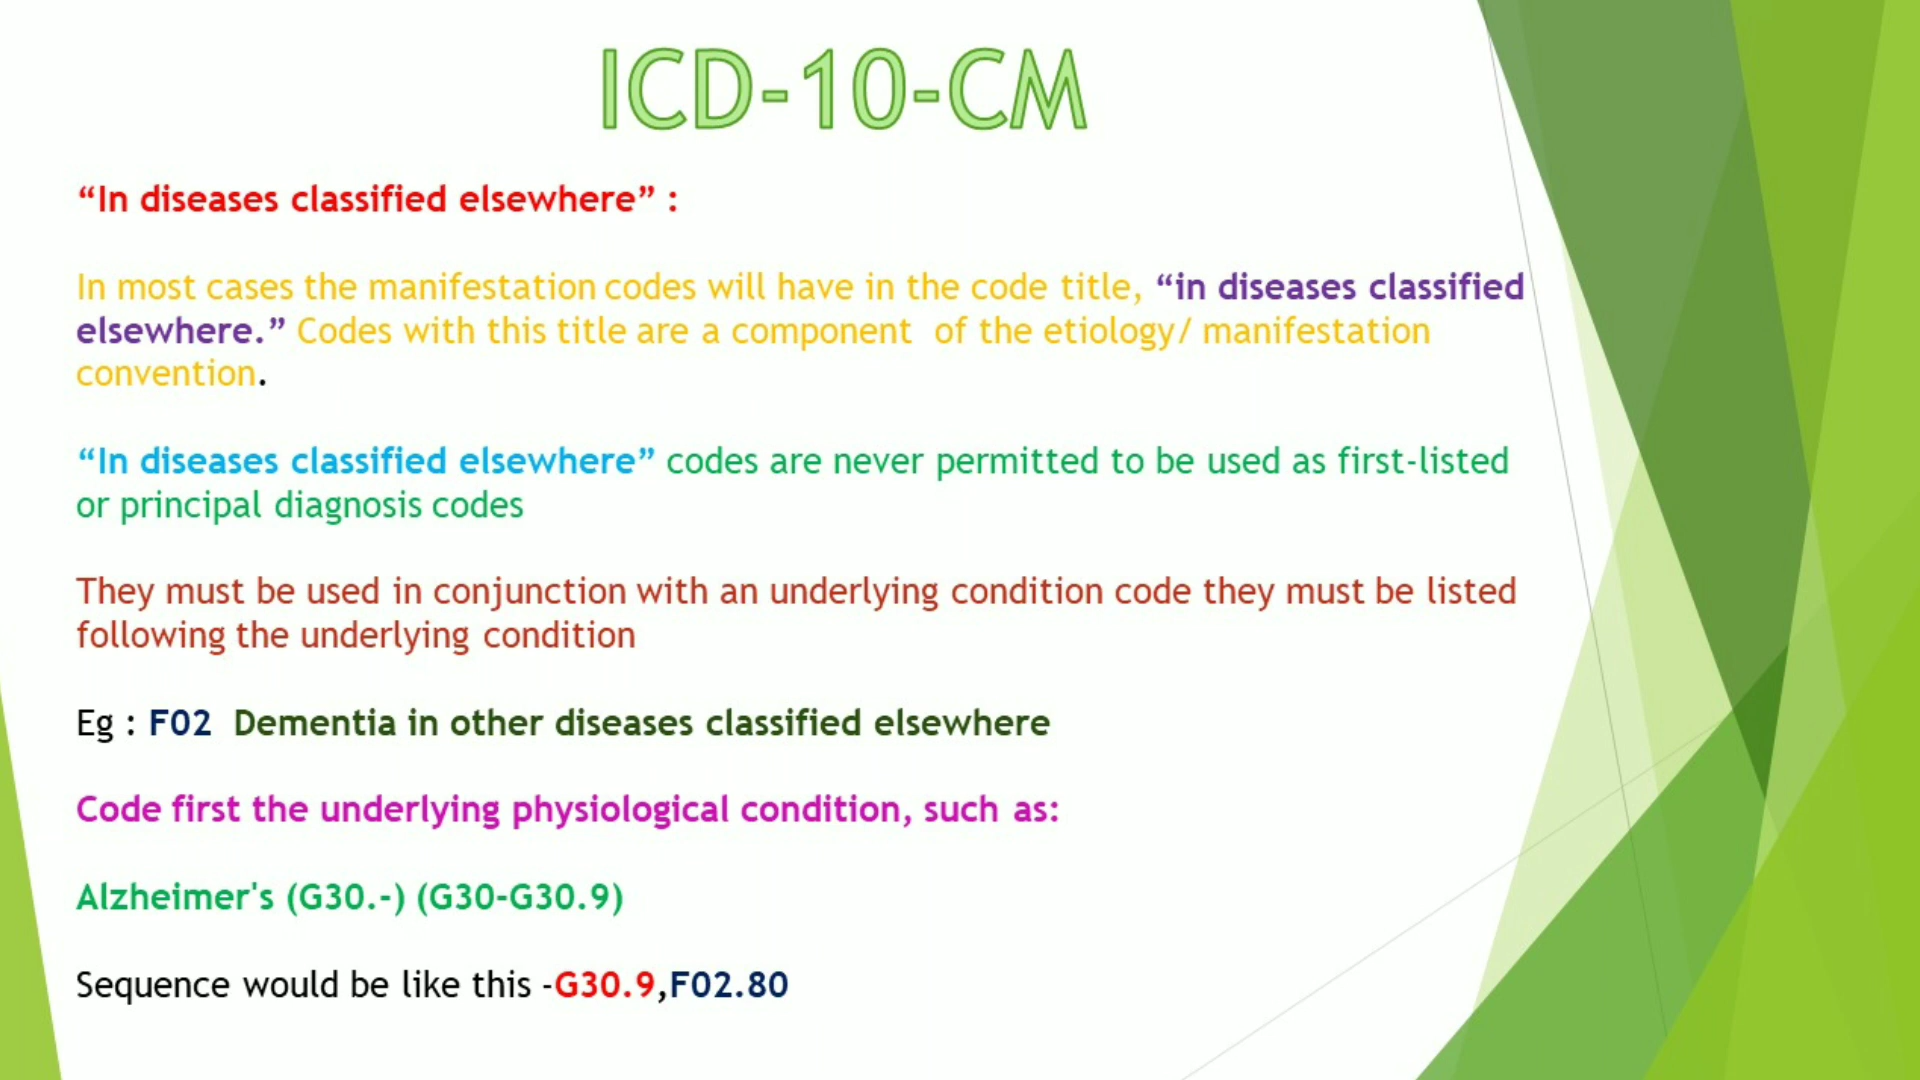 ICD-10-CM
“In diseases classified elsewhere” :
In most cases the manifestation codes will have in the code title, “in diseases classified
elsewhere.” Codes with this title are a component of the etiology/ manifestation
convention.
“In diseases classified elsewhere” codes are never permitted to be used as first-listed
or principal diagnosis codes
They must be used in conjunction with an underlying condition code they must be listed
following the underlying condition
Eg : F02 Dementia in other diseases classified elsewhere
Code first the underlying physiological condition, such as:
Alzheimer's (G30.-) (G30-G30.9)
Sequence would be like this -G30.9,F02.80